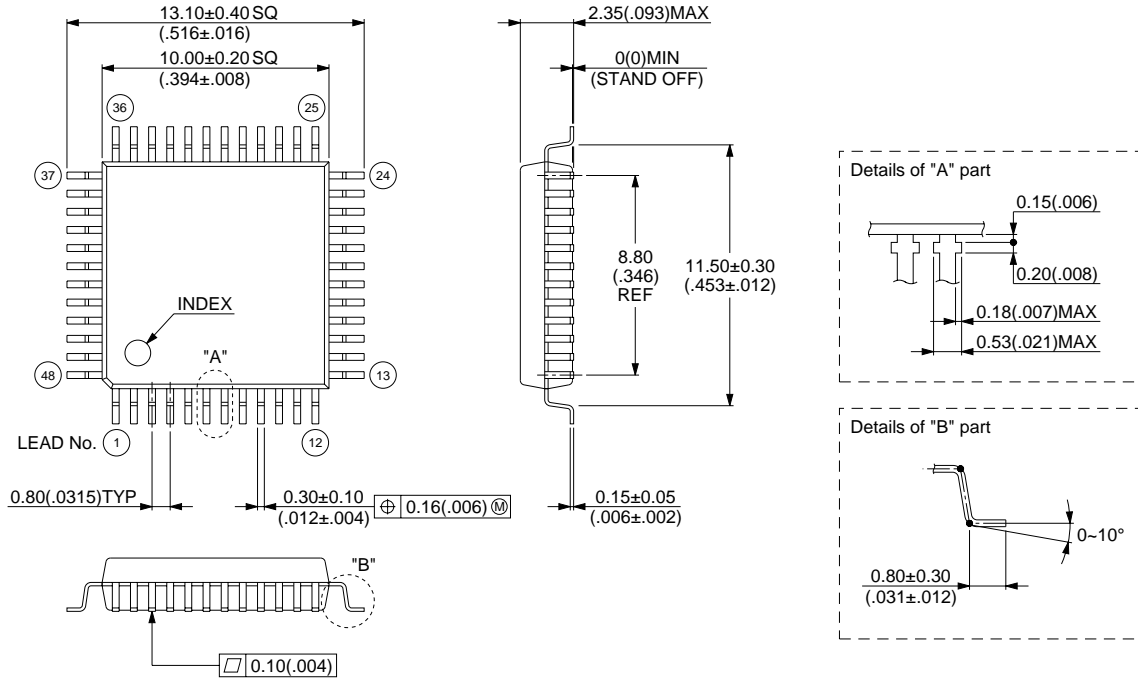 13.10±0.40 SQ
(.516±.016)
10.00±0.20 SQ
(.394±.008)
36
25
37
24
INDEX
"A"
48
13
LEAD No.
1
12
0.80(.0315)TYP
0.30±0.10
(.012±.004)
⌖ 0.16(.006) Ⓜ
"B"
⏥ 0.10(.004)
2.35(.093)MAX
0(0)MIN
(STAND OFF)
8.80
(.346)
REF
11.50±0.30
(.453±.012)
0.15±0.05
(.006±.002)
Details of "A" part
0.15(.006)
0.20(.008)
0.18(.007)MAX
0.53(.021)MAX
Details of "B" part
0~10°
0.80±0.30
(.031±.012)